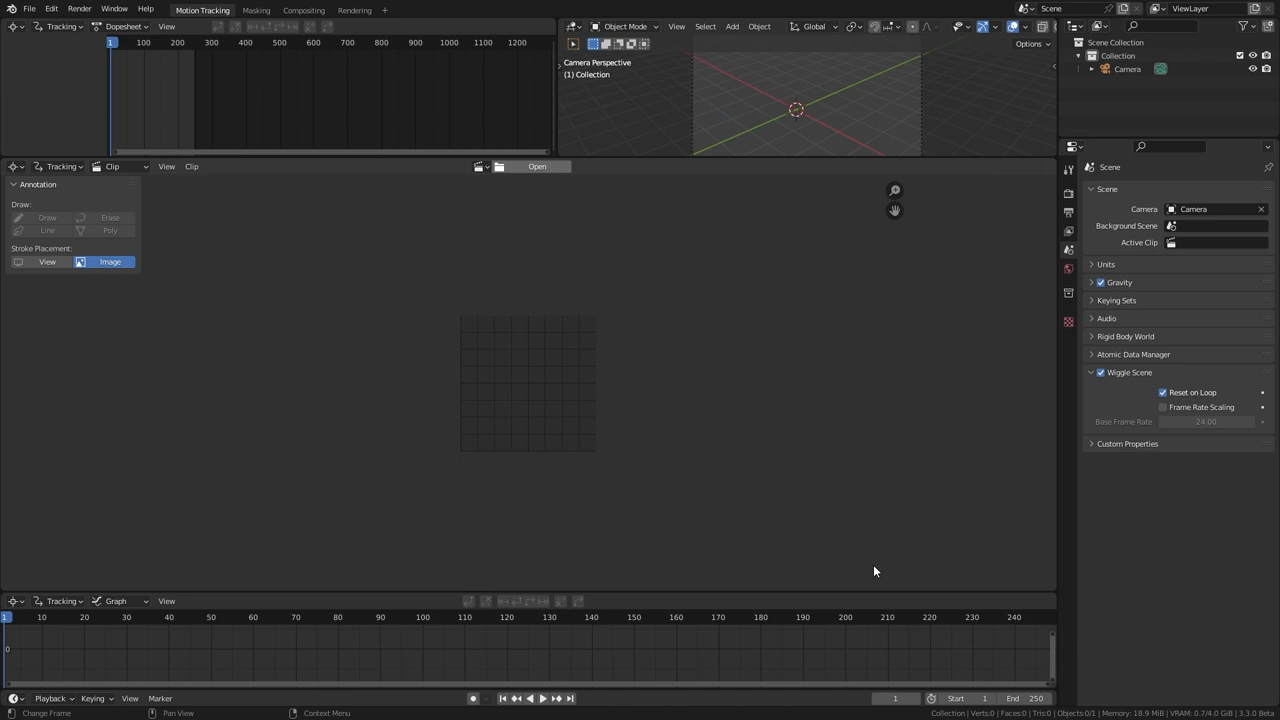 File Edit Render Window Help Motion Tracking Masking Compositing Rendering + Scene ViewLayer
Tracking Dopesheet View
1 100 200 300 400 500 600 700 800 900 1000 1100 1200
Object Mode View Select Add Object Global
Options
Camera Perspective
(1) Collection
Scene Collection
Collection
Camera
Tracking Clip View Clip Open
Annotation
Draw:
Draw Erase
Line Poly
Stroke Placement:
View Image
Scene
Scene
Camera Camera
Background Scene
Active Clip
Units
Gravity
Keying Sets
Audio
Rigid Body World
Atomic Data Manager
Wiggle Scene
Reset on Loop
Frame Rate Scaling
Base Frame Rate 24.00
Custom Properties
Tracking Graph View
1 10 20 30 40 50 60 70 80 90 100 110 120 130 140 150 160 170 180 190 200 210 220 230 240
0
Playback Keying View Marker 1 Start 1 End 250
Change Frame Pan View Context Menu Collection | Verts:0 | Faces:0 | Tris:0 | Objects:0/1 | Memory: 18.9 MiB | VRAM: 0.7/4.0 GiB | 3.3.0 Beta